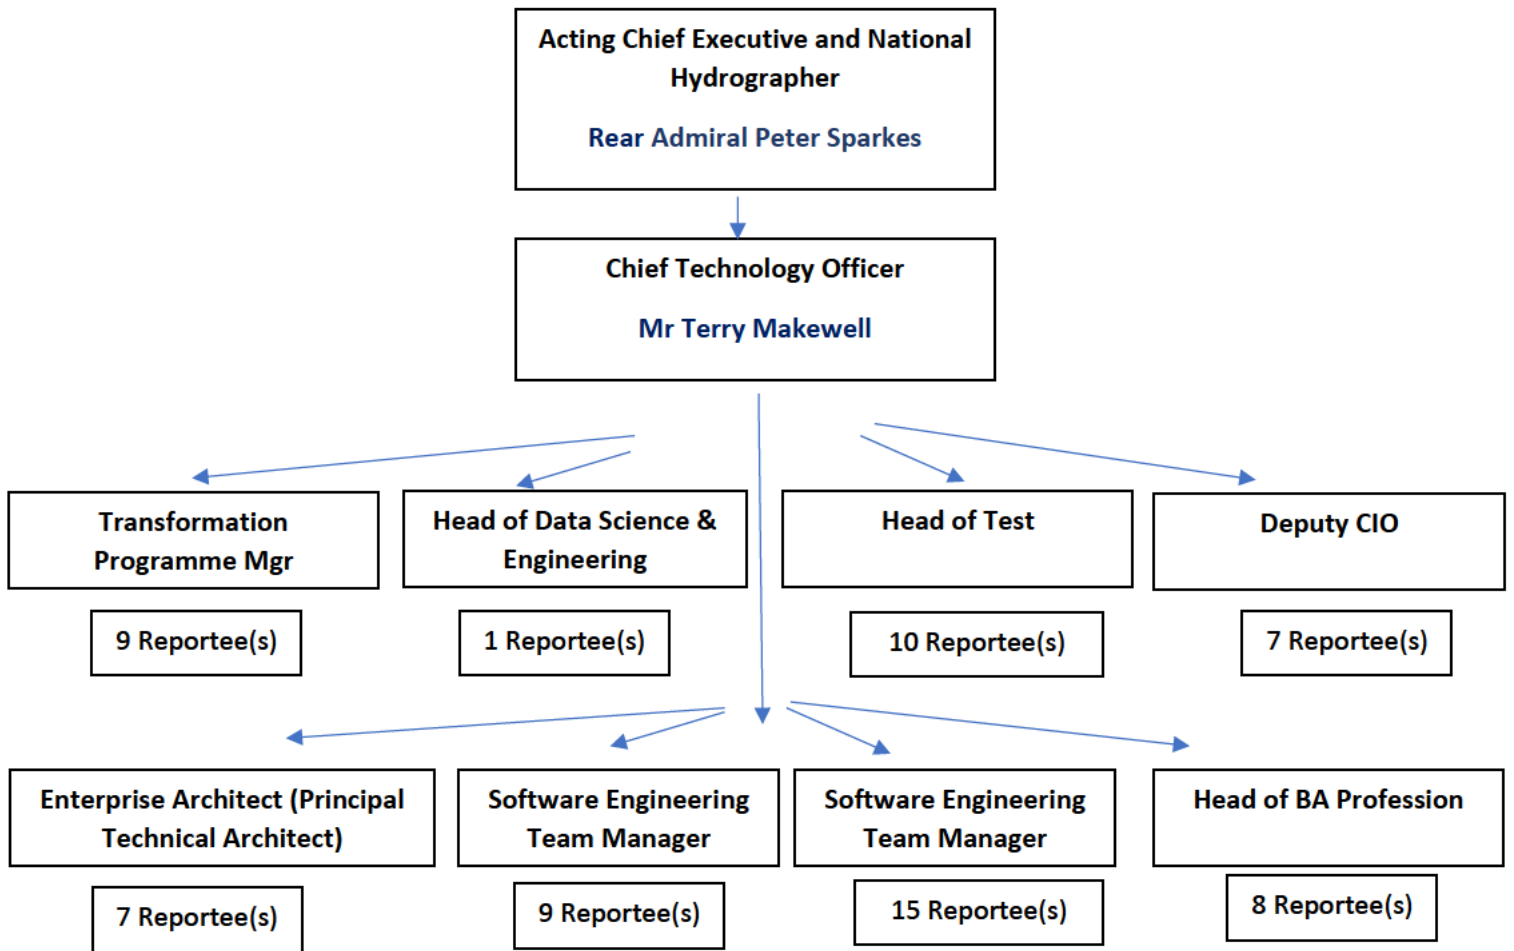 Acting Chief Executive and National
Hydrographer
Rear Admiral Peter Sparkes
Chief Technology Officer
Mr Terry Makewell
Transformation
Programme Mgr
9 Reportee(s)
Head of Data Science &
Engineering
1 Reportee(s)
Head of Test
10 Reportee(s)
Deputy CIO
7 Reportee(s)
Enterprise Architect (Principal
Technical Architect)
7 Reportee(s)
Software Engineering
Team Manager
9 Reportee(s)
Software Engineering
Team Manager
15 Reportee(s)
Head of BA Profession
8 Reportee(s)